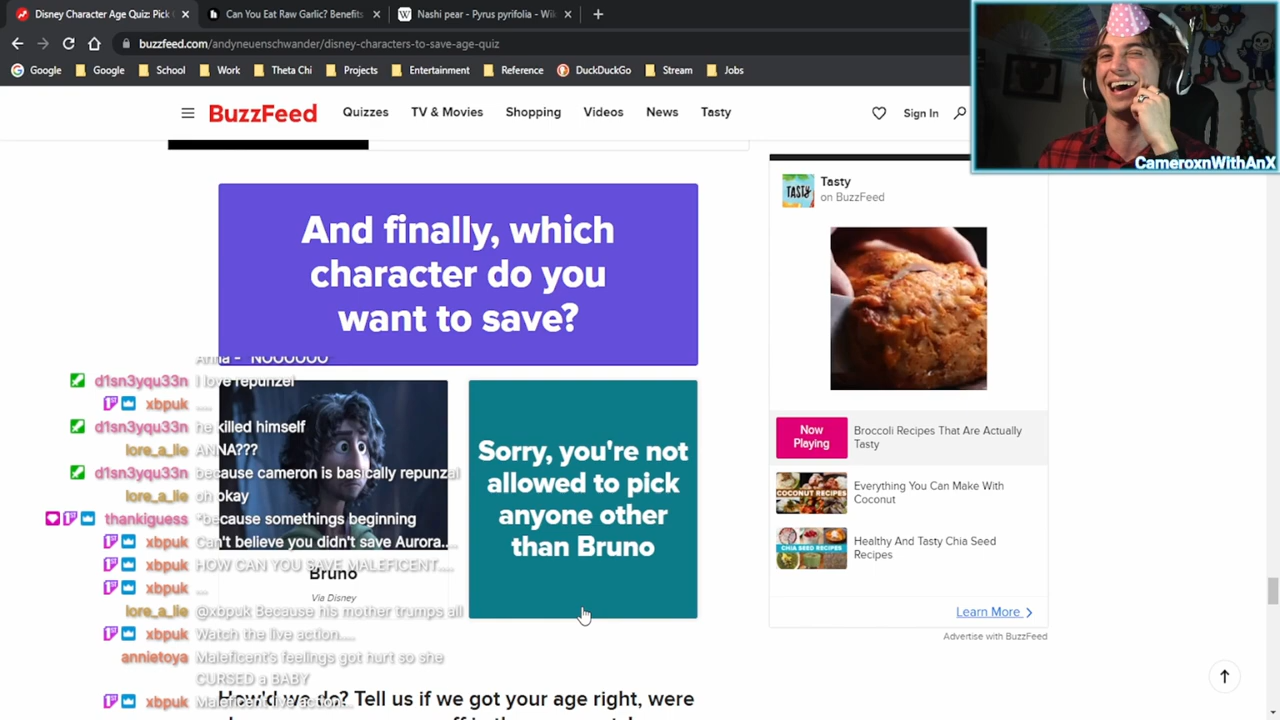 Disney Character Age Quiz: Pick
Can You Eat Raw Garlic? Benefits
Nashi pear - Pyrus pyrifolia - Wik
buzzfeed.com/andyneuenschwander/disney-characters-to-save-age-quiz
Google
Google
School
Work
Theta Chi
Projects
Entertainment
Reference
DuckDuckGo
Stream
Jobs
CameroxnWithAnX
BuzzFeed
Quizzes
TV & Movies
Shopping
Videos
News
Tasty
Sign In
And finally, which
character do you
want to save?
Sorry, you're not
allowed to pick
anyone other
than Bruno
Bruno
Via Disney
How'd we do? Tell us if we got your age right, were
Anna - "NOOOOOO"
d1sn3yqu33n I love repunzel
xbpuk ....
d1sn3yqu33n he killed himself
lore_a_lie ANNA???
d1sn3yqu33n because cameron is basically repunzal
lore_a_lie oh okay
thankiguess *because somethings beginning
xbpuk Can't believe you didn't save Aurora....
xbpuk HOW CAN YOU SAVE MALEFICENT....
xbpuk ...
lore_a_lie @xbpuk Because his mother trumps all
xbpuk Watch the live action....
annietoya Maleficent's feelings got hurt so she
CURSED a BABY
xbpuk Maleficent live action...
Tasty
on BuzzFeed
TASTY
Now
Playing
Broccoli Recipes That Are Actually
Tasty
COCONUT RECIPES
Everything You Can Make With
Coconut
CHIA SEED RECIPES
Healthy And Tasty Chia Seed
Recipes
Learn More
Advertise with BuzzFeed